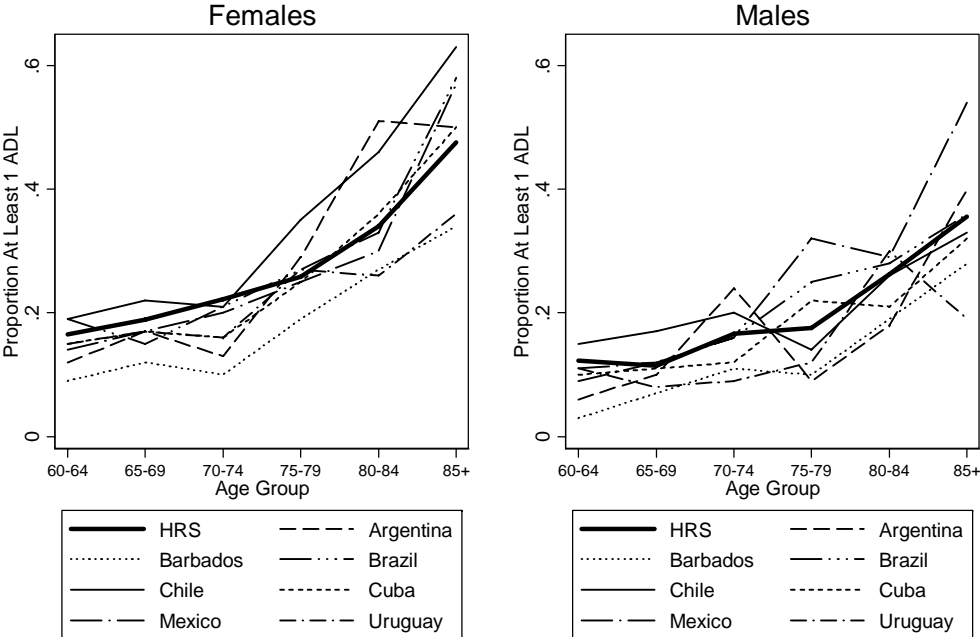 Females
Proportion At Least 1 ADL
.6
.4
.2
0
60-64 65-69 70-74 75-79 80-84 85+
Age Group
HRS Argentina
Barbados Brazil
Chile Cuba
Mexico Uruguay
Males
Proportion At Least 1 ADL
.6
.4
.2
0
60-64 65-69 70-74 75-79 80-84 85+
Age Group
HRS Argentina
Barbados Brazil
Chile Cuba
Mexico Uruguay